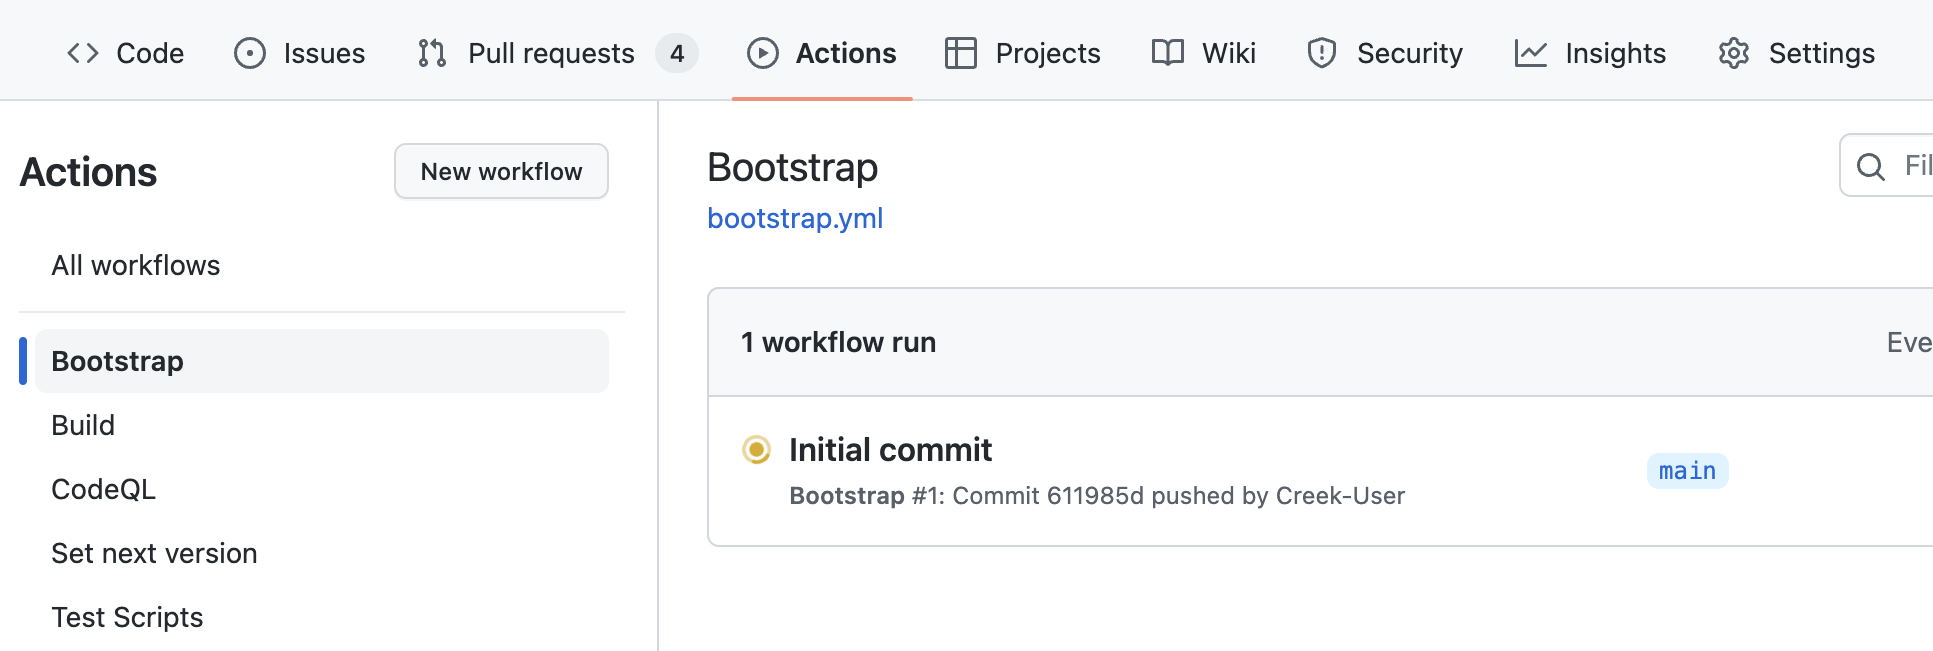 Code Issues Pull requests 4 Actions Projects Wiki Security Insights Settings
Actions
New workflow
All workflows
Bootstrap
Build
CodeQL
Set next version
Test Scripts
Bootstrap
bootstrap.yml
Fil
1 workflow run
Eve
Initial commit
Bootstrap #1: Commit 611985d pushed by Creek-User
main